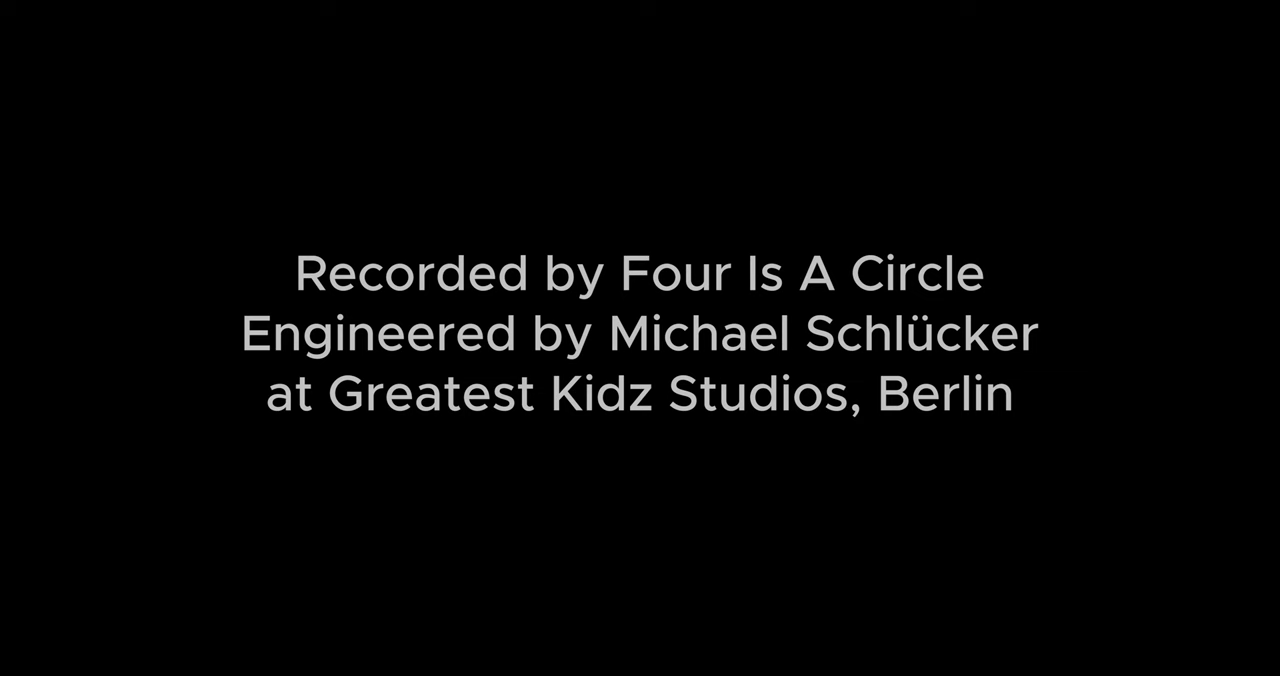 Recorded by Four Is A Circle
Engineered by Michael Schlücker
at Greatest Kidz Studios, Berlin